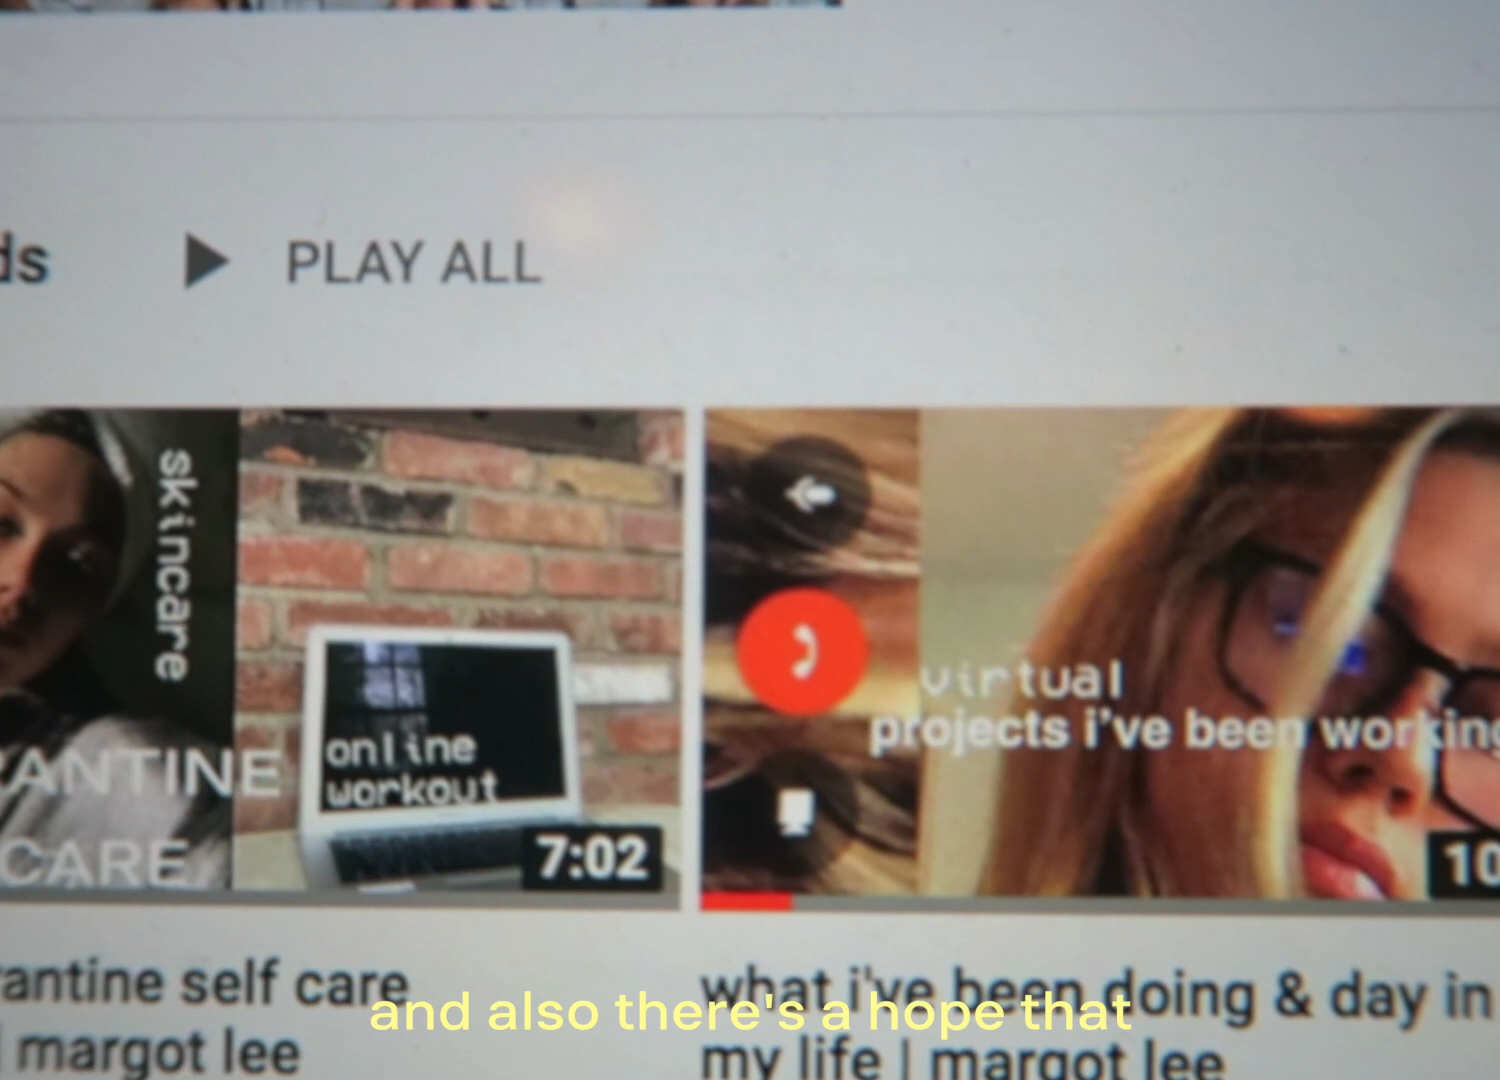 ds
PLAY ALL
skincare
ANTINE
CARE
online
workout
7:02
virtual
projects i've been working
10
antine self care
| margot lee
what i've been doing & day in
my life | margot lee
and also there's a hope that